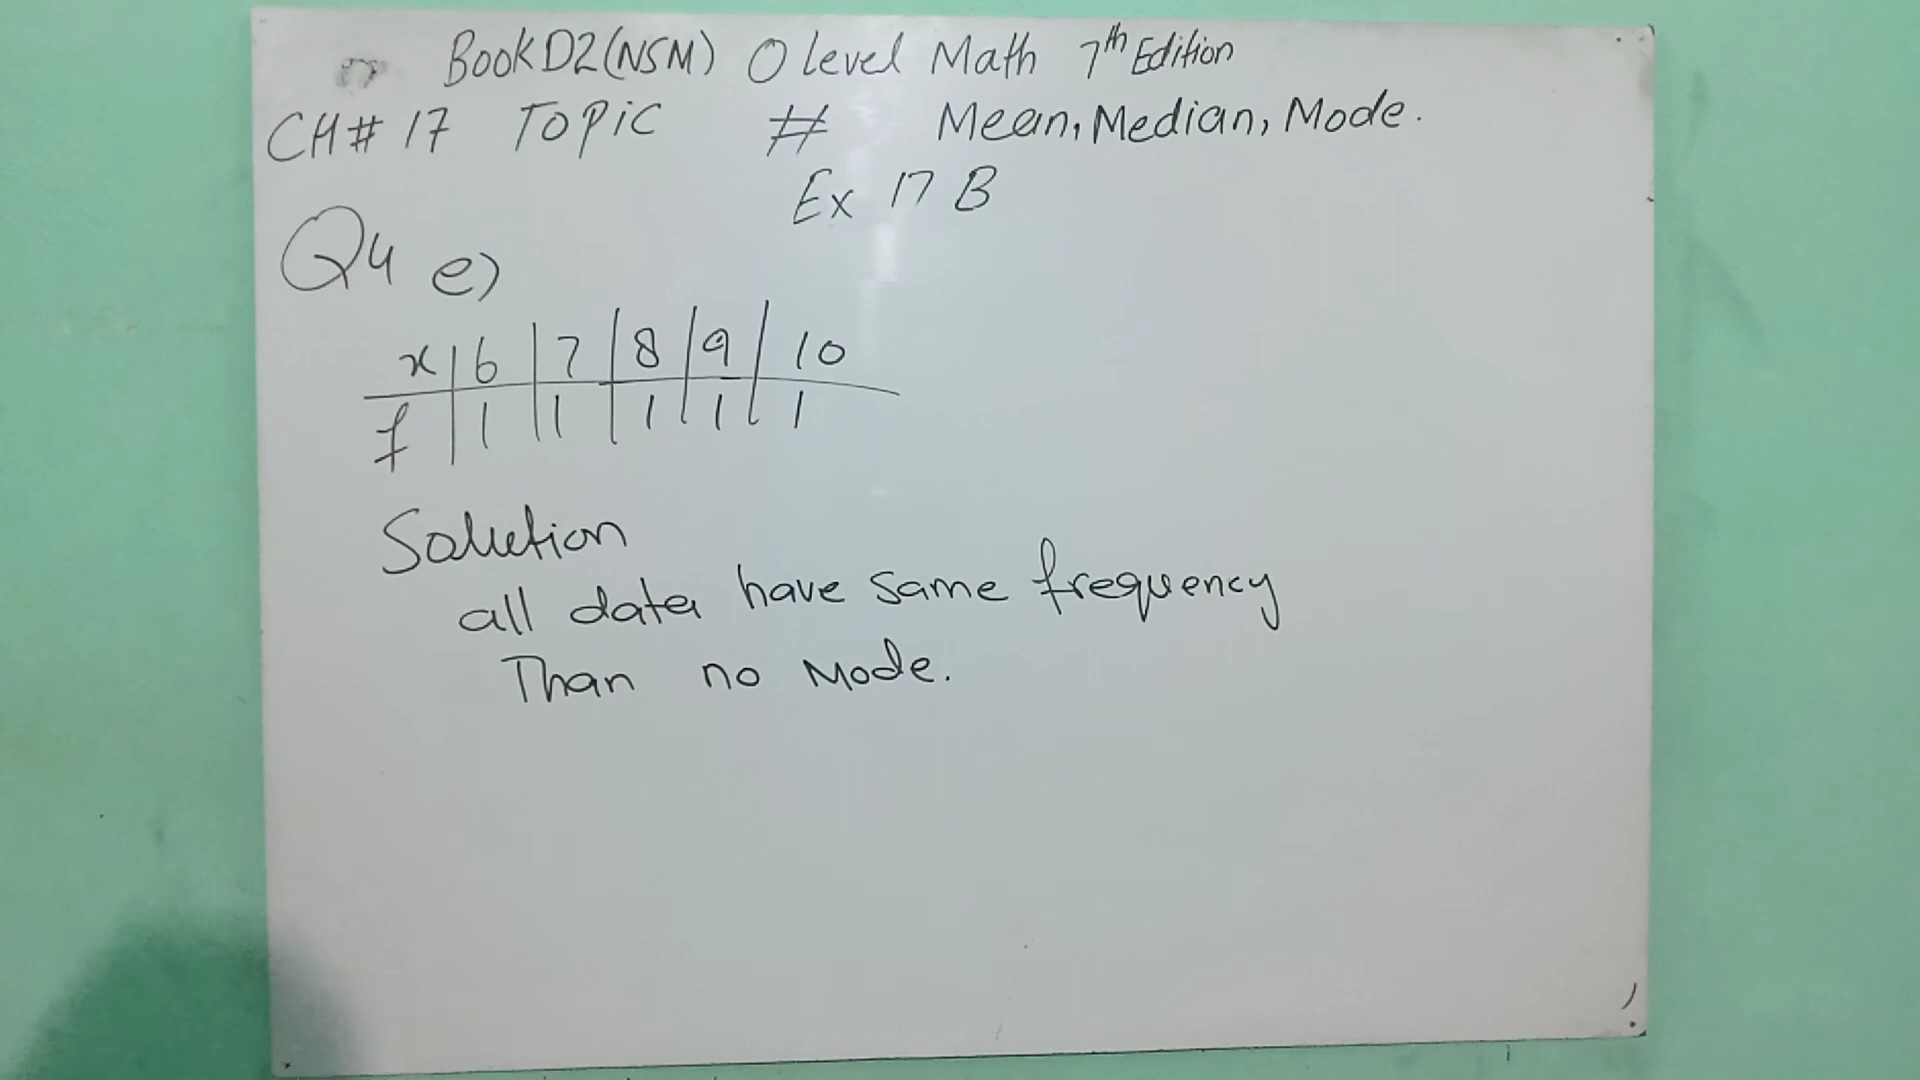 Book D2 (NSM) O Level Math 7th Edition
CH# 17 Topic # Mean, Median, Mode.
Ex 17 B
Q4 e)
x | 6 | 7 | 8 | 9 | 10
f | 1 | 1 | 1 | 1 | 1
Solution
all data have same frequency
Than no Mode.